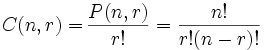 C(n, r) = P(n, r)/r! = n!/r!(n − r)!